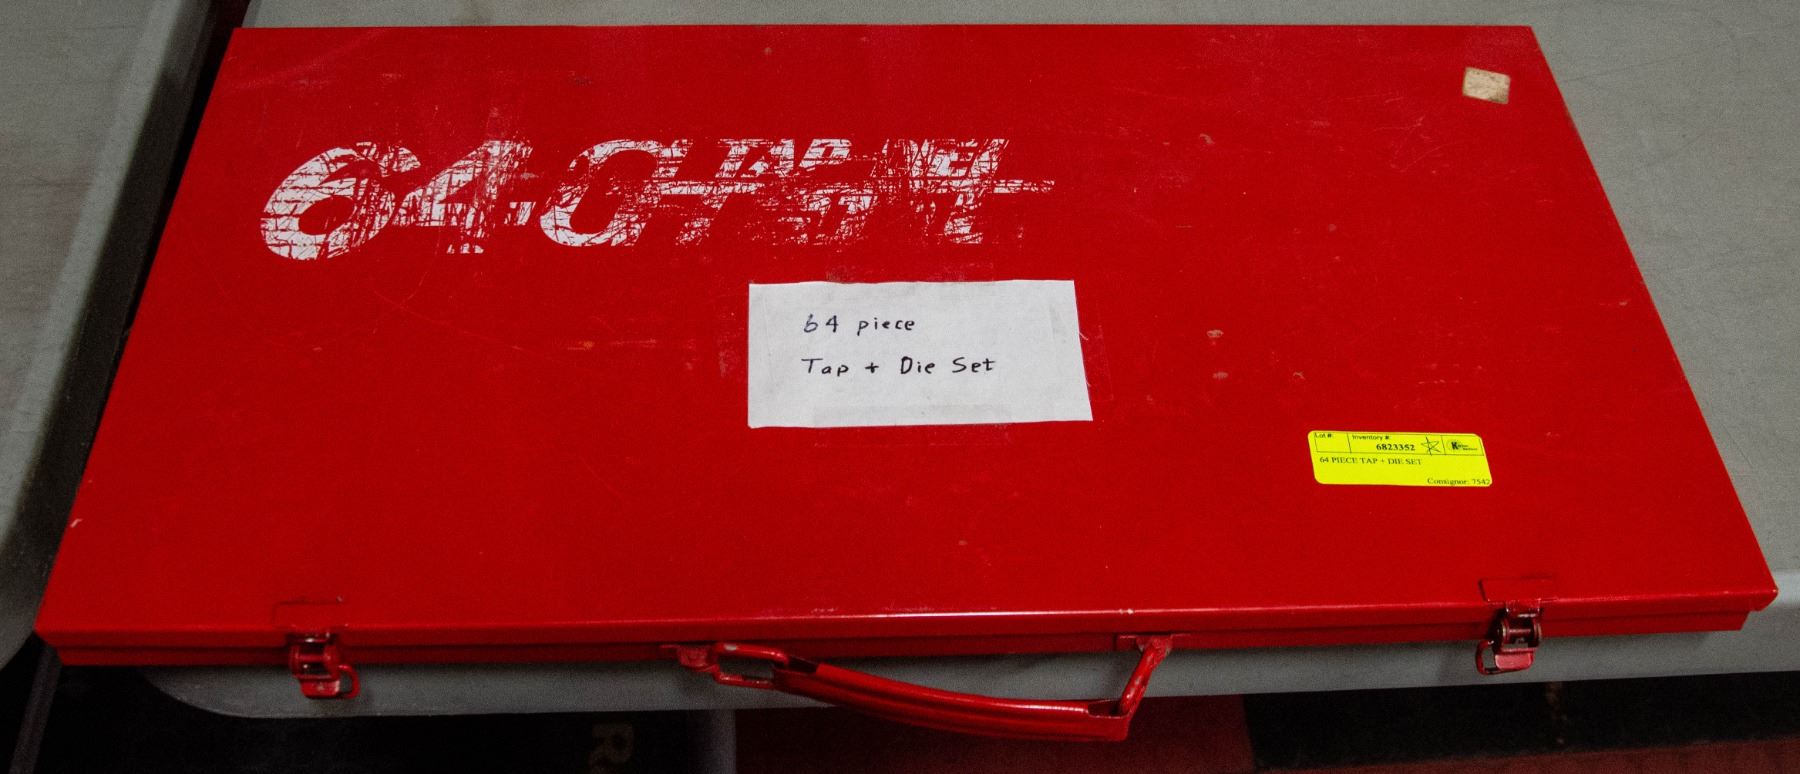 64
64 piece
Tap + Die Set
Lot #: Inventory #:
6823352
64 PIECE TAP + DIE SET
Consignor: 7542
R